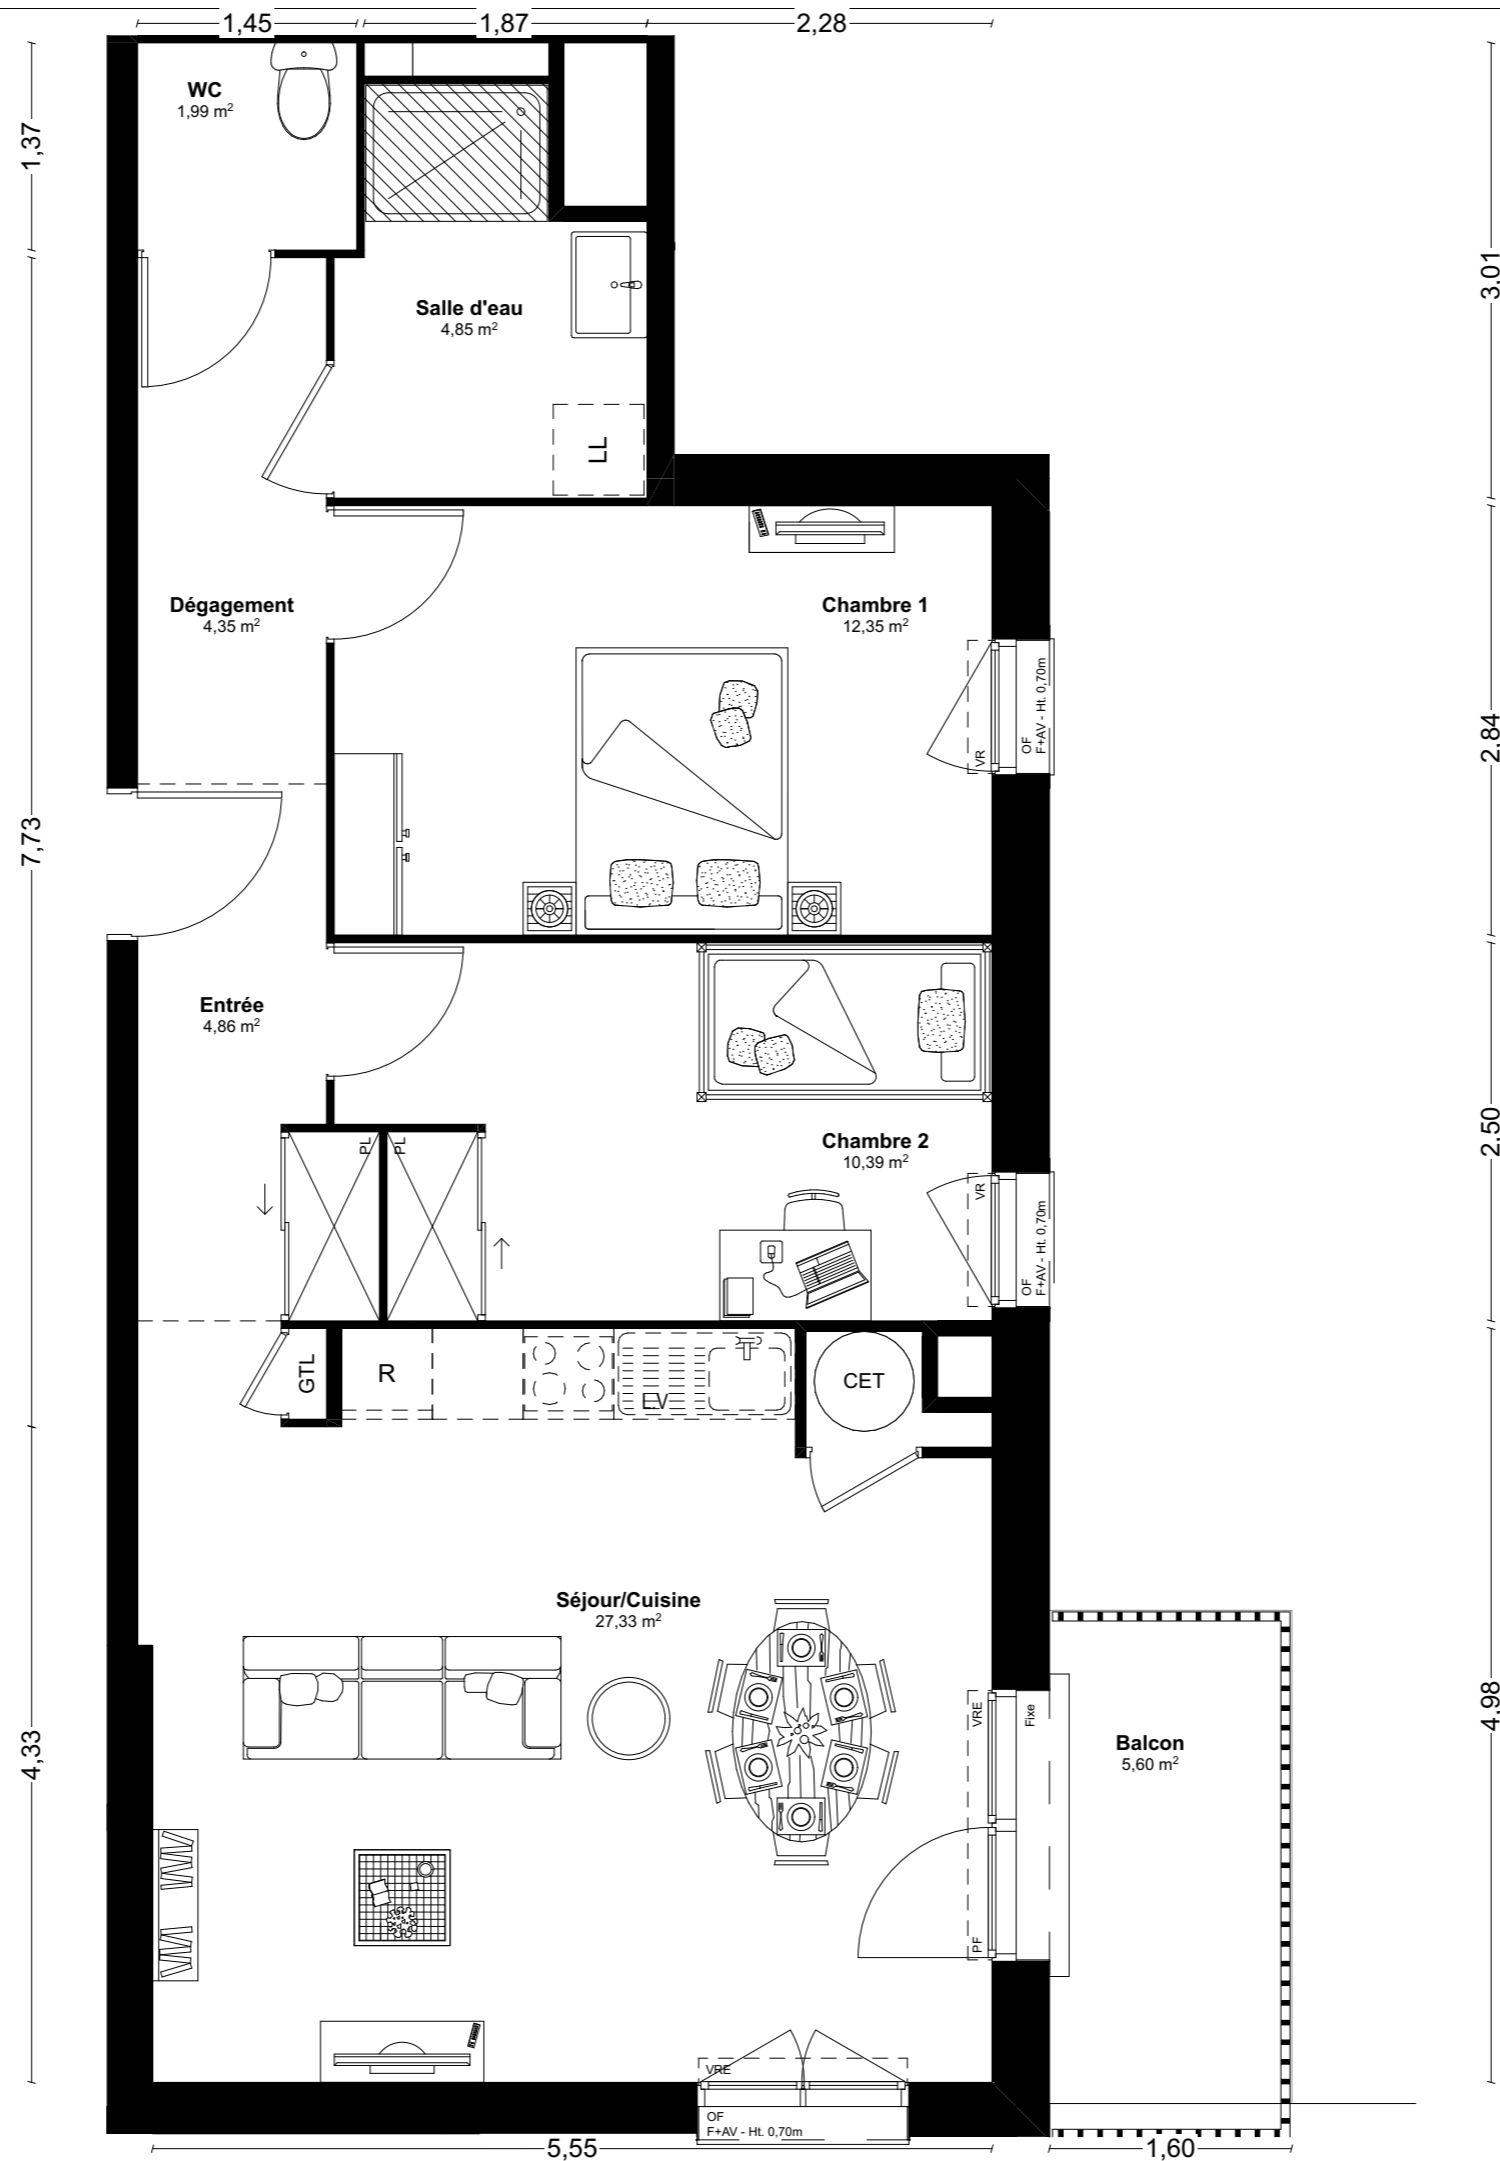 1,45
1,87
2,28
WC
1,99 m²
1,37
Salle d'eau
4,85 m²
3,01
LL
Dégagement
4,35 m²
Chambre 1
12,35 m²
VR
OF
F+AV - Ht. 0,70m
2,84
7,73
Entrée
4,86 m²
PL
PL
Chambre 2
10,39 m²
VR
OF
F+AV - Ht. 0,70m
2,50
GTL
R
LV
CET
Séjour/Cuisine
27,33 m²
VRE
Fixe
PF
Balcon
5,60 m²
4,98
4,33
VRE
OF
F+AV - Ht. 0,70m
5,55
1,60